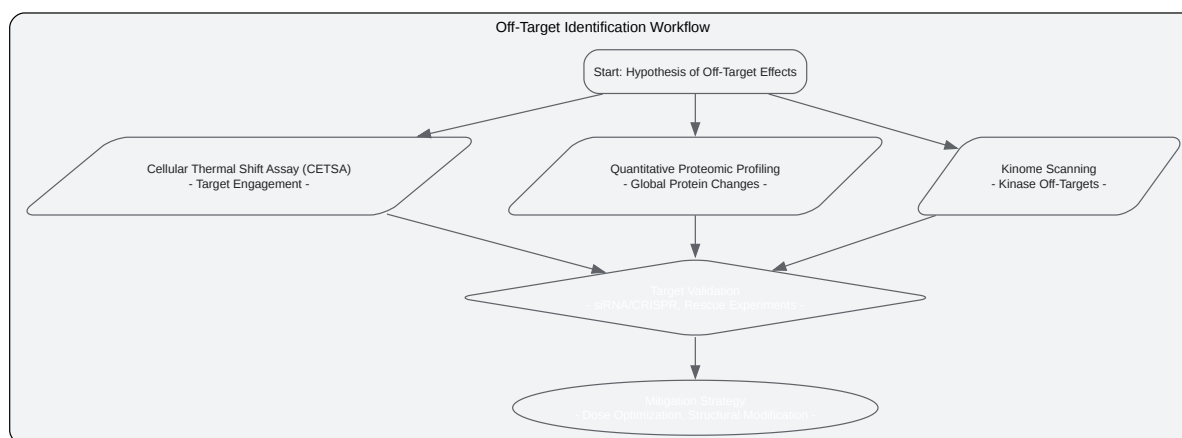 Off-Target Identification Workflow
Start: Hypothesis of Off-Target Effects
Cellular Thermal Shift Assay (CETSA)
- Target Engagement -
Quantitative Proteomic Profiling
- Global Protein Changes -
Kinome Scanning
- Kinase Off-Targets -
Target Validation
- siRNA/CRISPR, Rescue Experiments -
Mitigation Strategy
- Dose Optimization, Structural Modification -